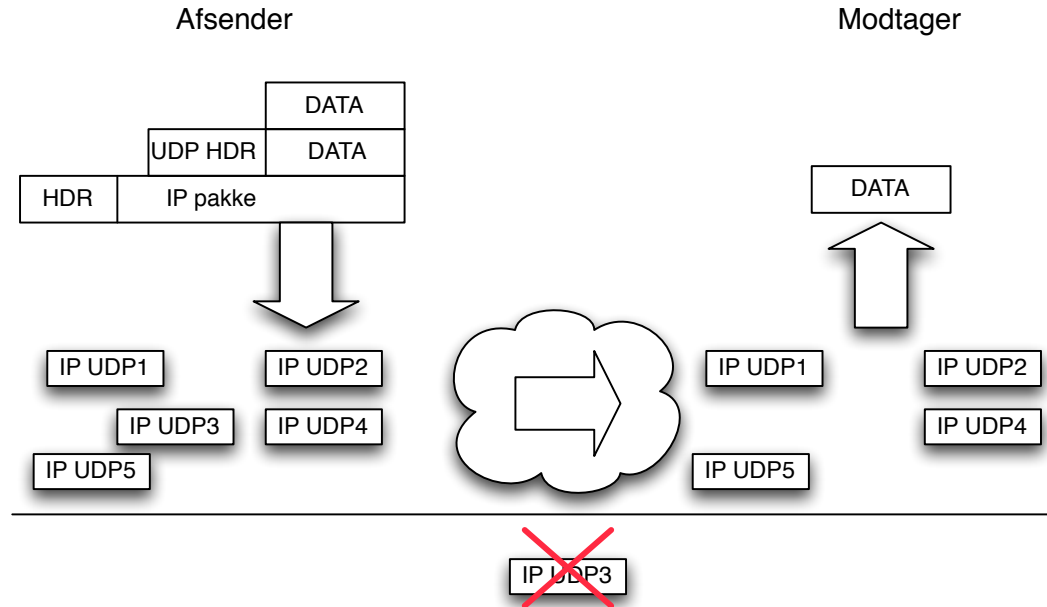 Afsender
Modtager
DATA
UDP HDR
DATA
HDR
IP pakke
DATA
IP UDP1
IP UDP2
IP UDP1
IP UDP2
IP UDP3
IP UDP4
IP UDP4
IP UDP5
IP UDP5
IP UDP3